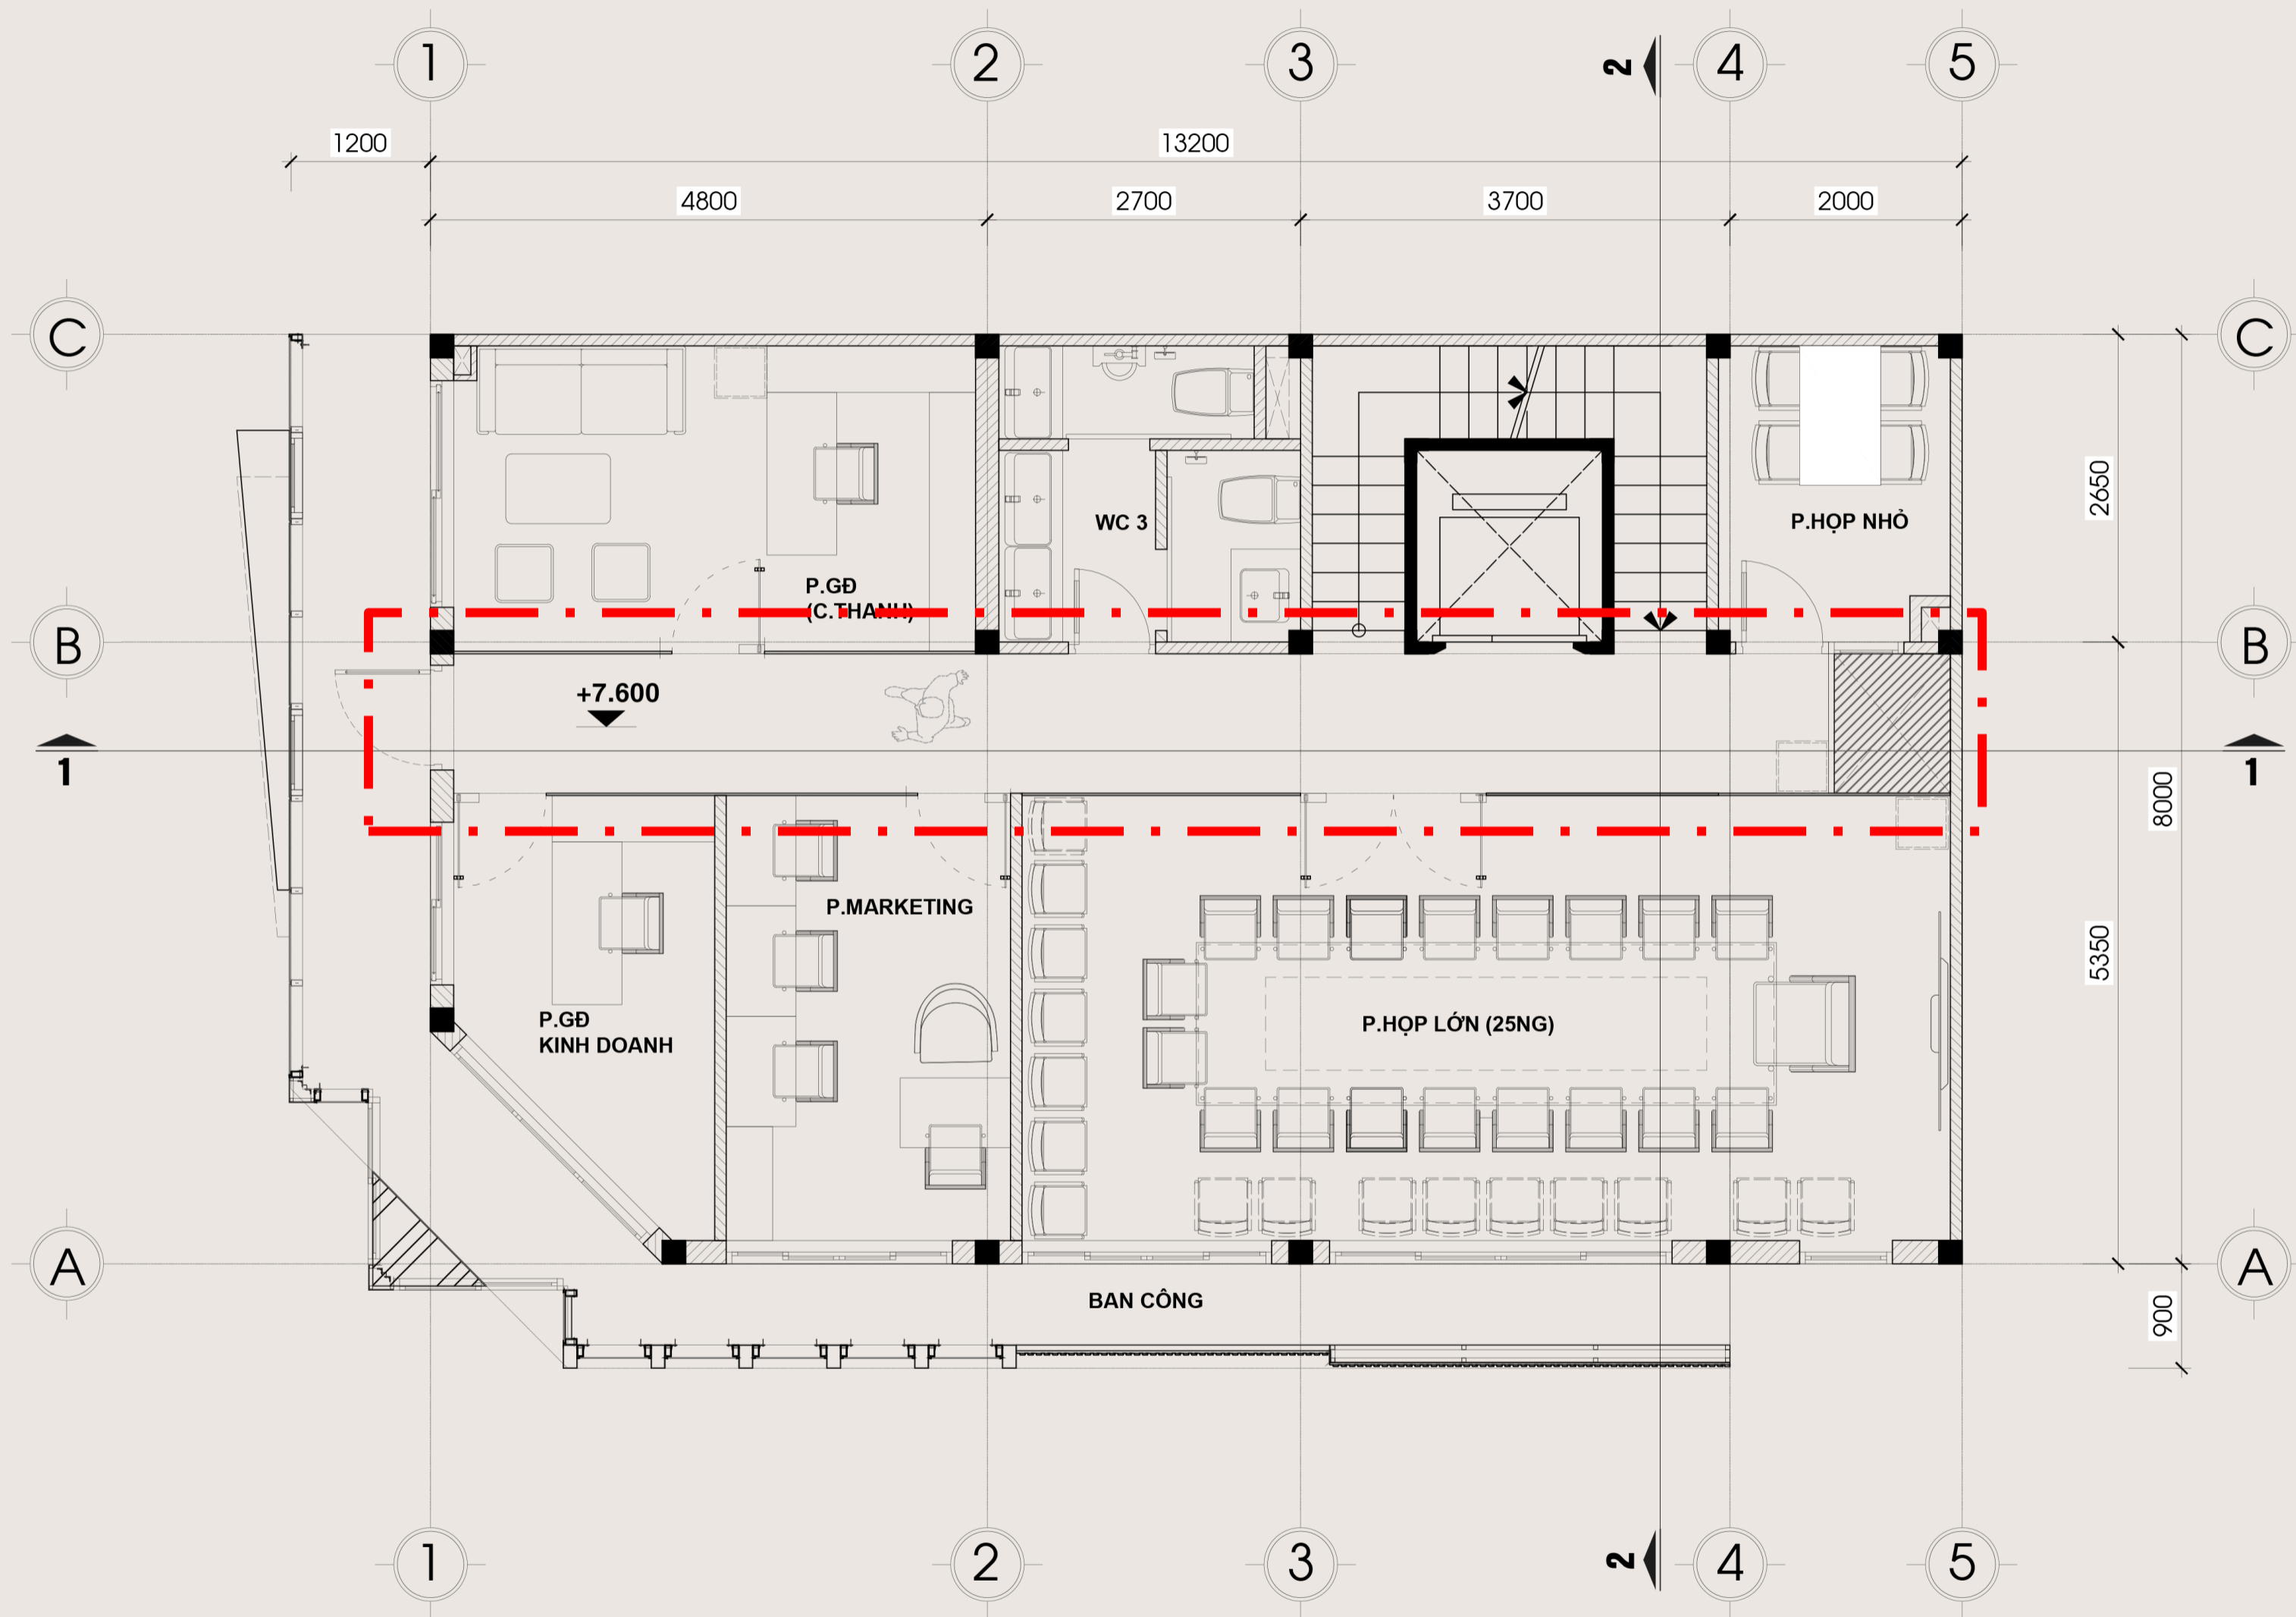 1 2 3 2 4 5
1200 13200
4800 2700 3700 2000
C C
2650
WC 3
P.HỌP NHỎ
P.GĐ
(C.THANH)
B B
+7.600
1 1
8000
P.MARKETING
5350
P.GĐ
KINH DOANH
P.HỌP LỚN (25NG)
A A
BAN CÔNG
900
1 2 3 2 4 5